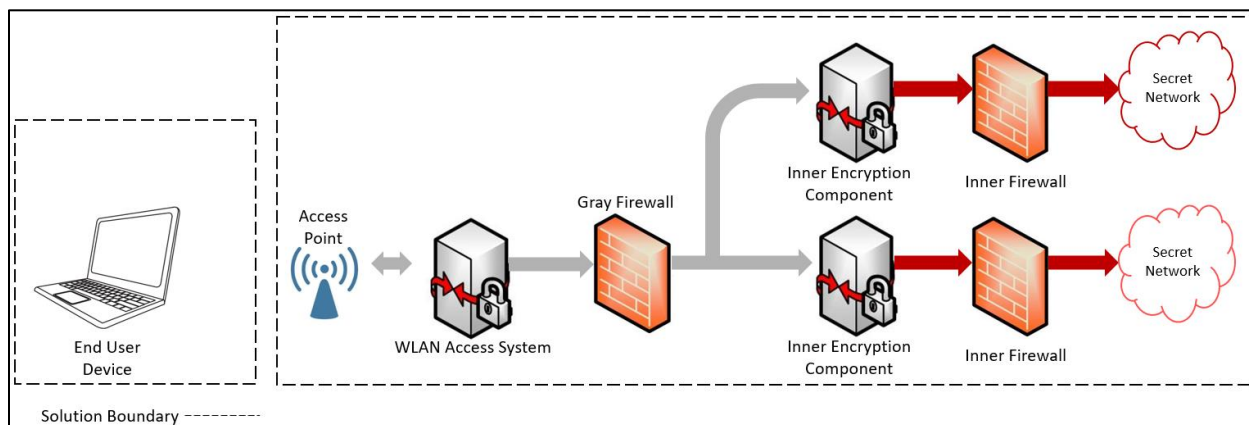 Secret
Network
Inner Encryption
Component
Inner Firewall
Gray Firewall
Access
Point
Secret
Network
End User
Device
WLAN Access System
Inner Encryption
Component
Inner Firewall
Solution Boundary